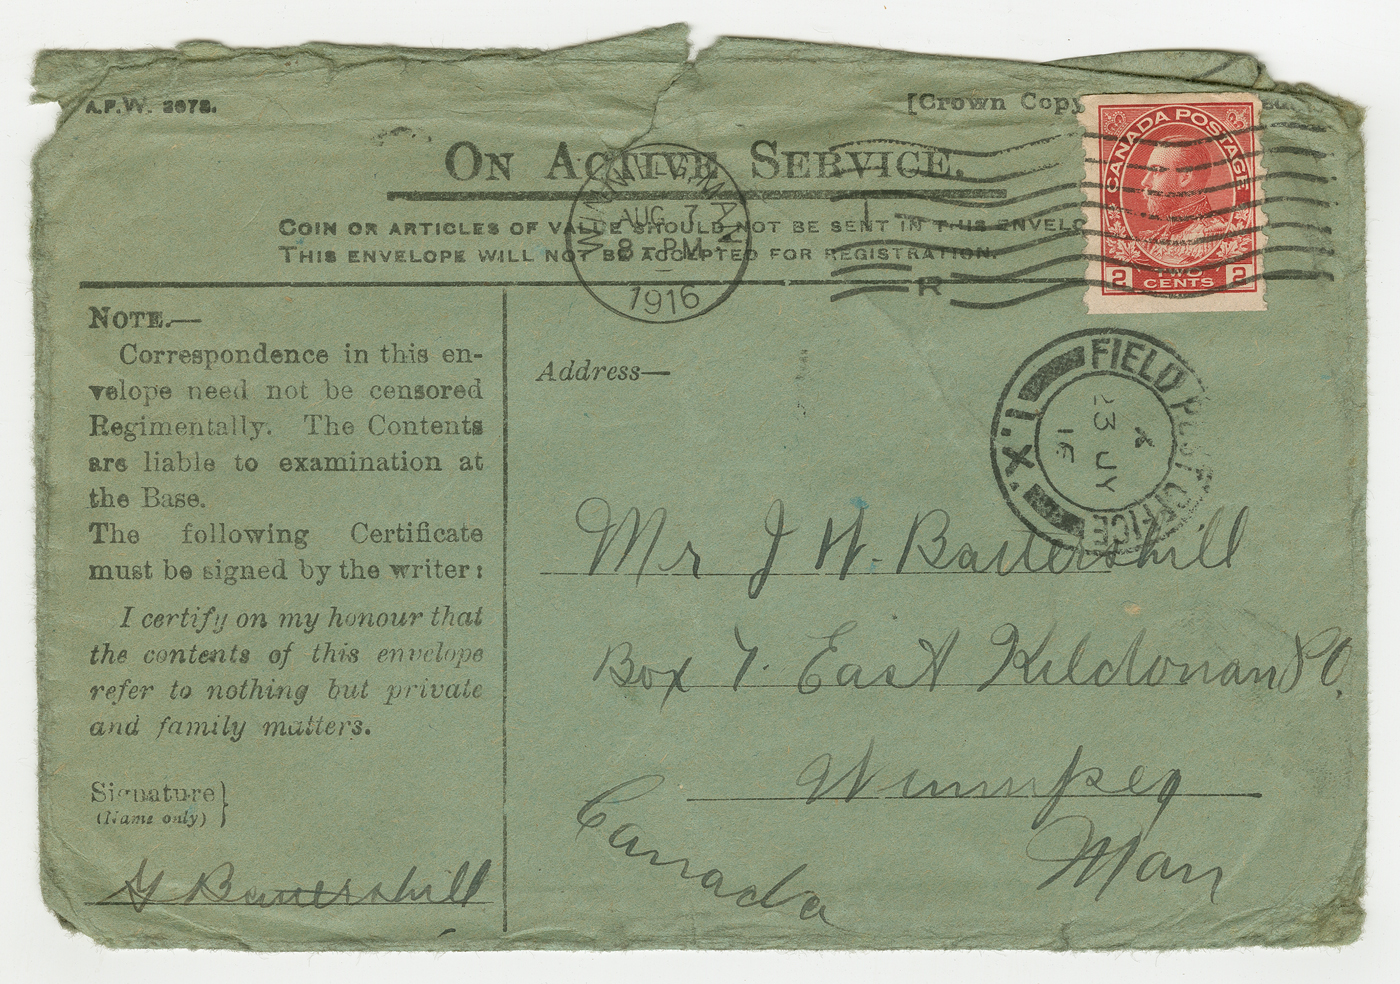 A.P.W. 2672.
[Crown Copy
ON ACTIVE SERVICE.
COIN OR ARTICLES OF VALUE SHOULD NOT BE SENT IN THIS ENVELO
THIS ENVELOPE WILL NOT BE ACCEPTED FOR REGISTRATION.
CANADA POSTAGE
2 TWO CENTS 2
AUG 7
8 PM
1916
R
NOTE.—
Correspondence in this en-
velope need not be censored
Regimentally. The Contents
are liable to examination at
the Base.
The following Certificate
must be signed by the writer:
I certify on my honour that
the contents of this envelope
refer to nothing but private
and family matters.
Signature }
(Name only)
G Battershill
Address—
FIELD POST OFFICE
X
23 JY
16
Mr J W. Battershill
Box 7. East Kildonan P.O.
Winnipeg
Man
Canada